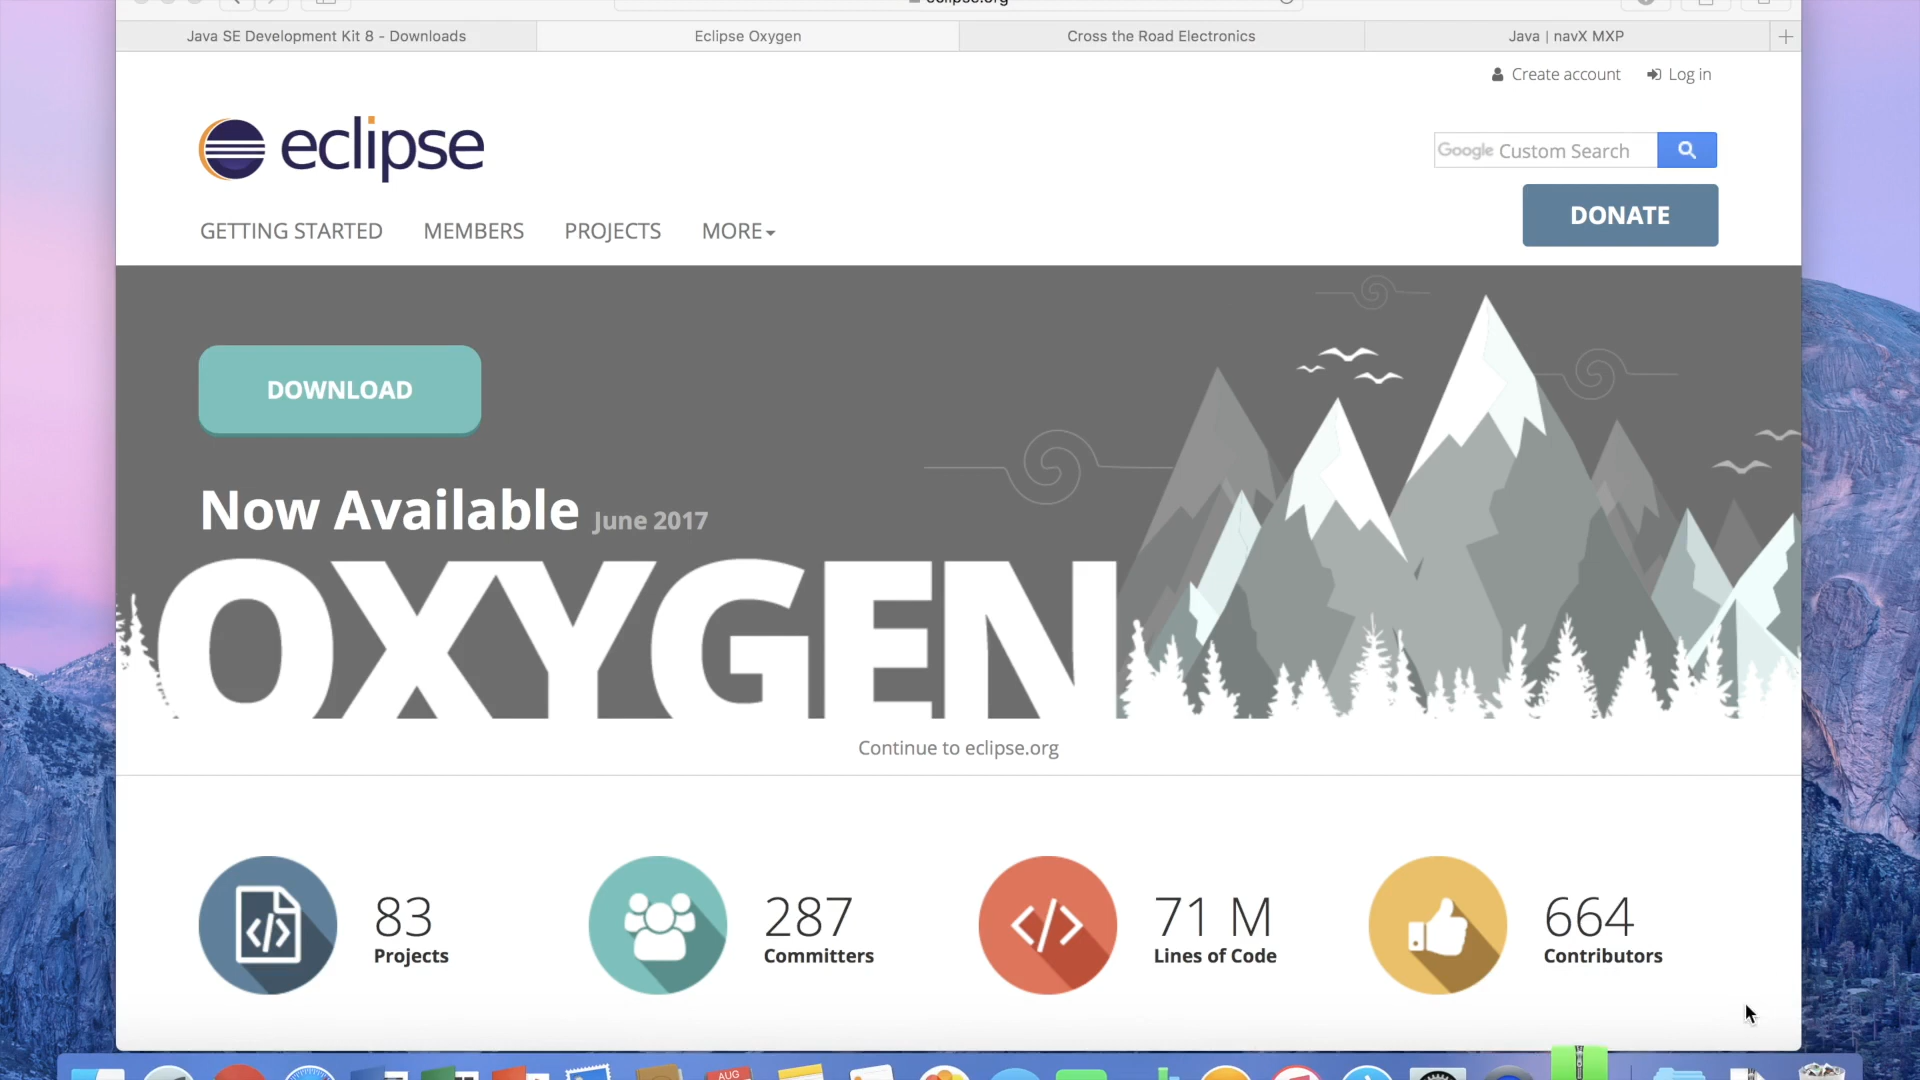 Java SE Development Kit 8 - Downloads
Eclipse Oxygen
Cross the Road Electronics
Java | navX MXP
Create account
Log in
eclipse
Google Custom Search
GETTING STARTED
MEMBERS
PROJECTS
MORE
DONATE
DOWNLOAD
Now Available June 2017
OXYGEN
Continue to eclipse.org
83
Projects
287
Committers
71 M
Lines of Code
664
Contributors
AUG